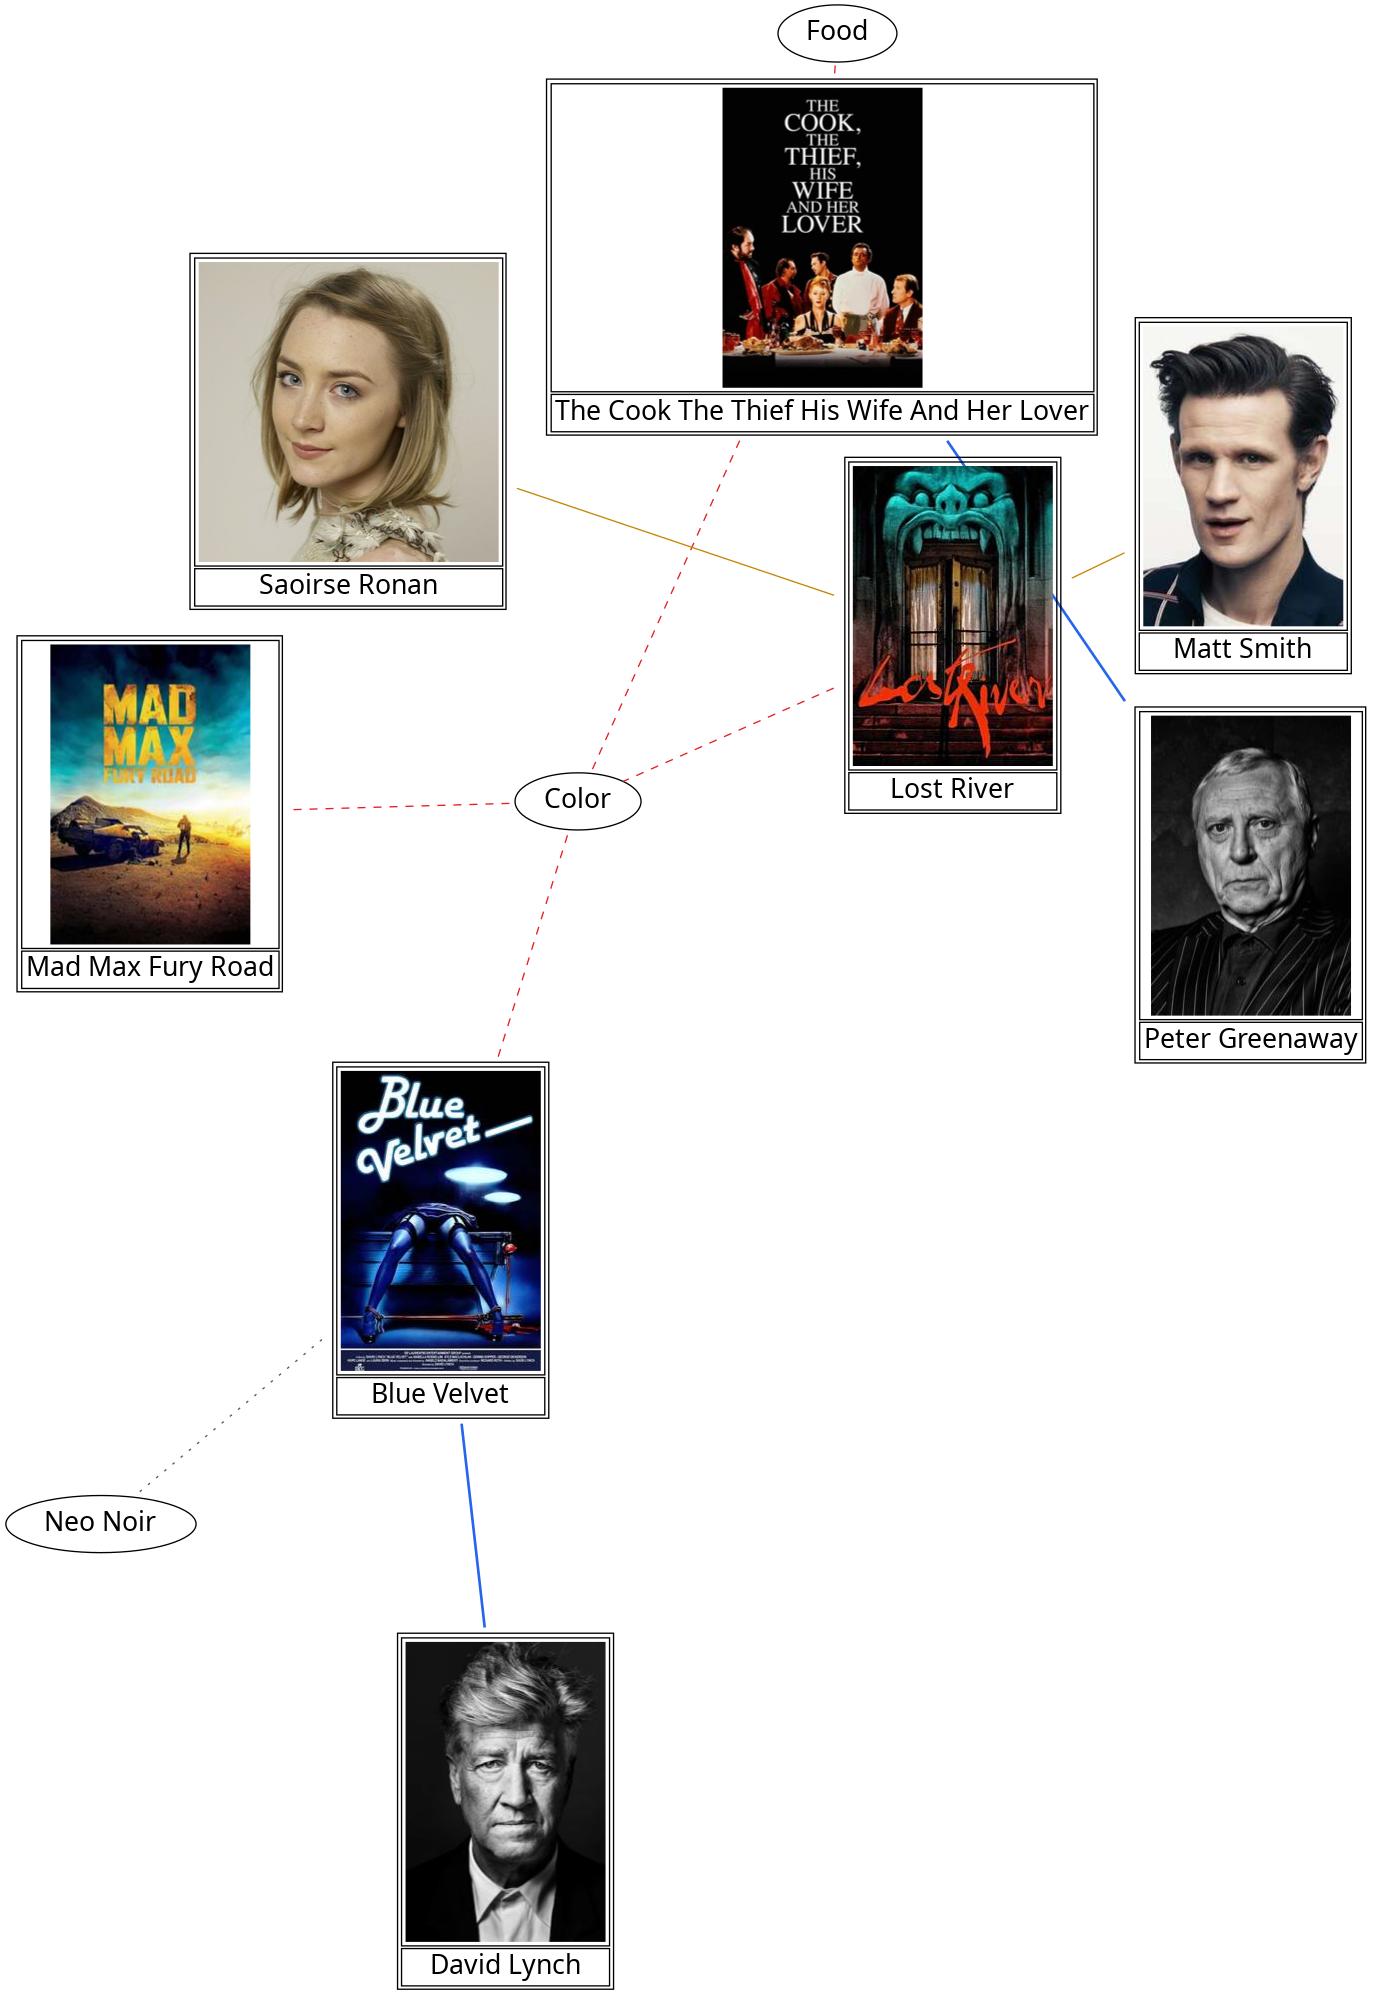 Food
THE
COOK,
THE
THIEF,
HIS
WIFE
AND HER
LOVER
The Cook The Thief His Wife And Her Lover
Saoirse Ronan
Matt Smith
Lost River
Lost River
MAD
MAX
FURY ROAD
Mad Max Fury Road
Color
Peter Greenaway
Blue
Velvet
Blue Velvet
Neo Noir
David Lynch